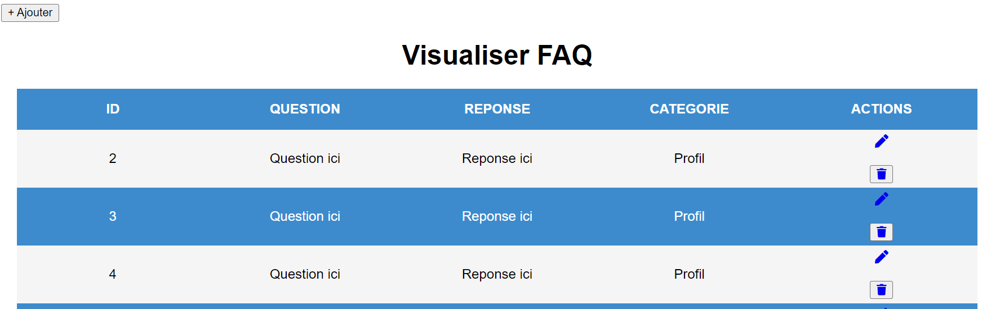 + Ajouter
Visualiser FAQ
ID QUESTION REPONSE CATEGORIE ACTIONS
2 Question ici Reponse ici Profil
3 Question ici Reponse ici Profil
4 Question ici Reponse ici Profil